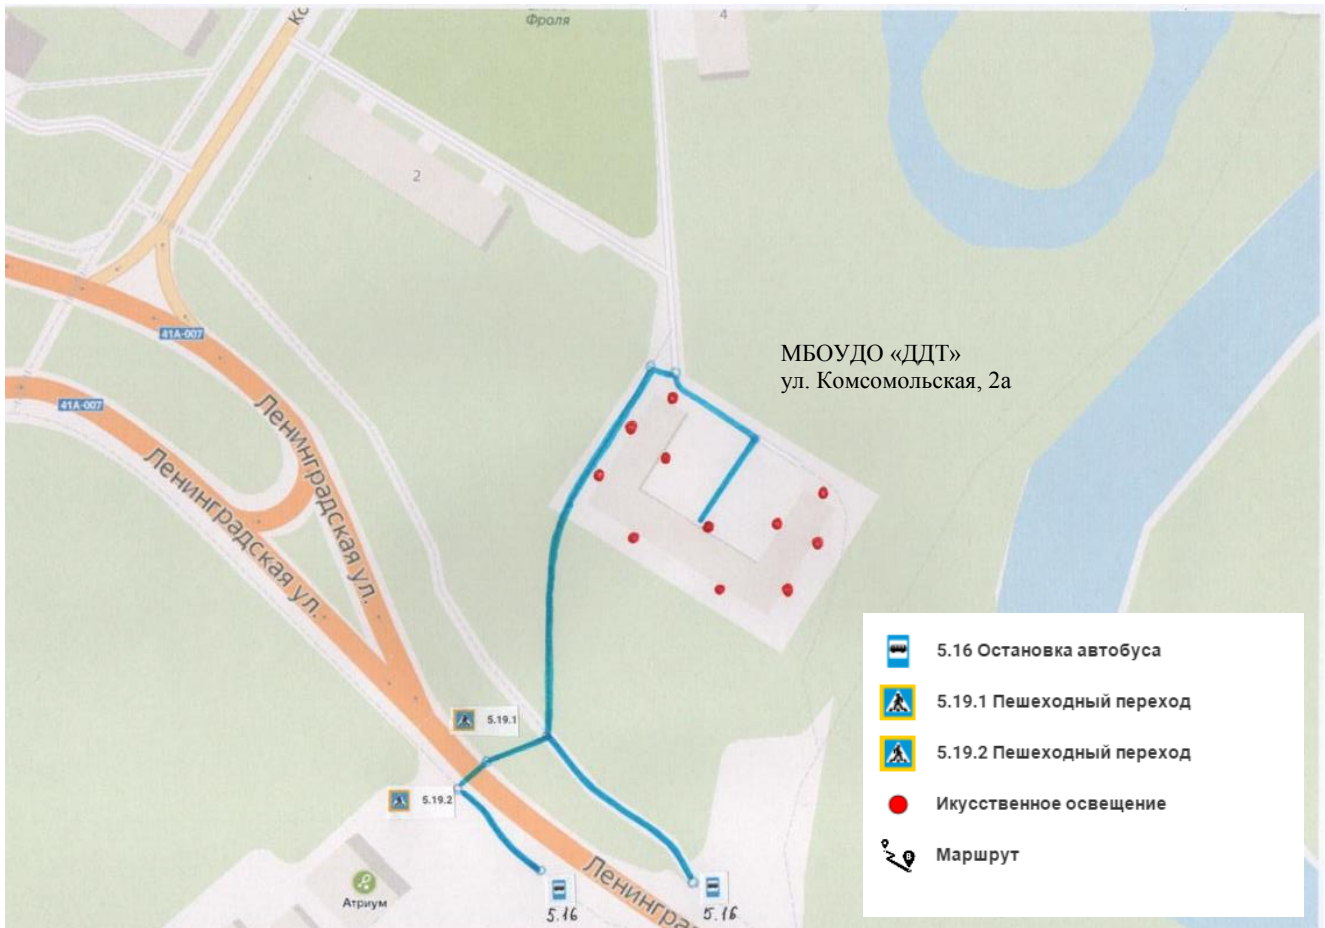 Фроля
4
Ко
2
41А-007
41А-007
Ленинградская ул.
Ленинградская ул.
МБОУДО «ДДТ»
ул. Комсомольская, 2а
5.19.1
5.19.2
Атриум
Ленинград
5.16
5.16
5.16 Остановка автобуса
5.19.1 Пешеходный переход
5.19.2 Пешеходный переход
Икусственное освещение
Маршрут